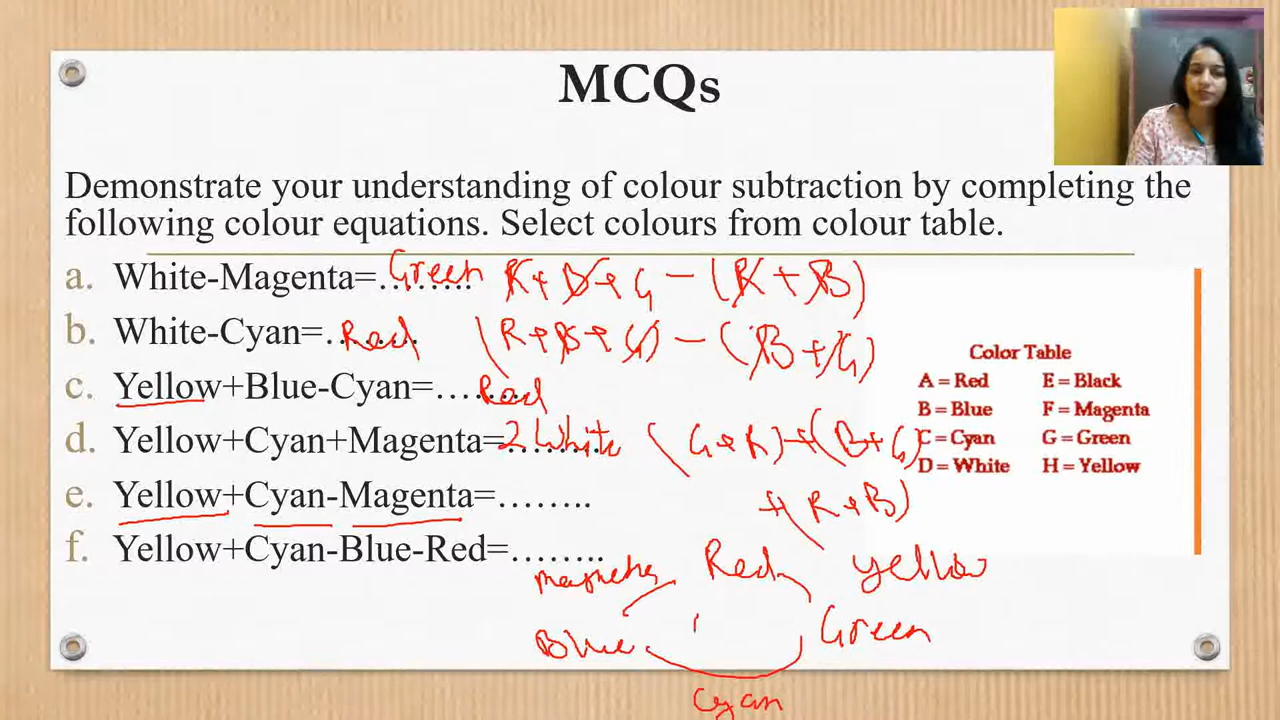 MCQs
Demonstrate your understanding of colour subtraction by completing the
following colour equations. Select colours from colour table.
a. White-Magenta=........ Green R+B+G - (R+B)
b. White-Cyan=........ Red (R+B+G) - (B+G)
c. Yellow+Blue-Cyan=........ Red
d. Yellow+Cyan+Magenta=........ 2 White (G+R)+(B+G)
+(R+B)
e. Yellow+Cyan-Magenta=........
f. Yellow+Cyan-Blue-Red=........
Color Table
A = Red E = Black
B = Blue F = Magenta
C = Cyan G = Green
D = White H = Yellow
Red yellow
Blue Green
Cyan